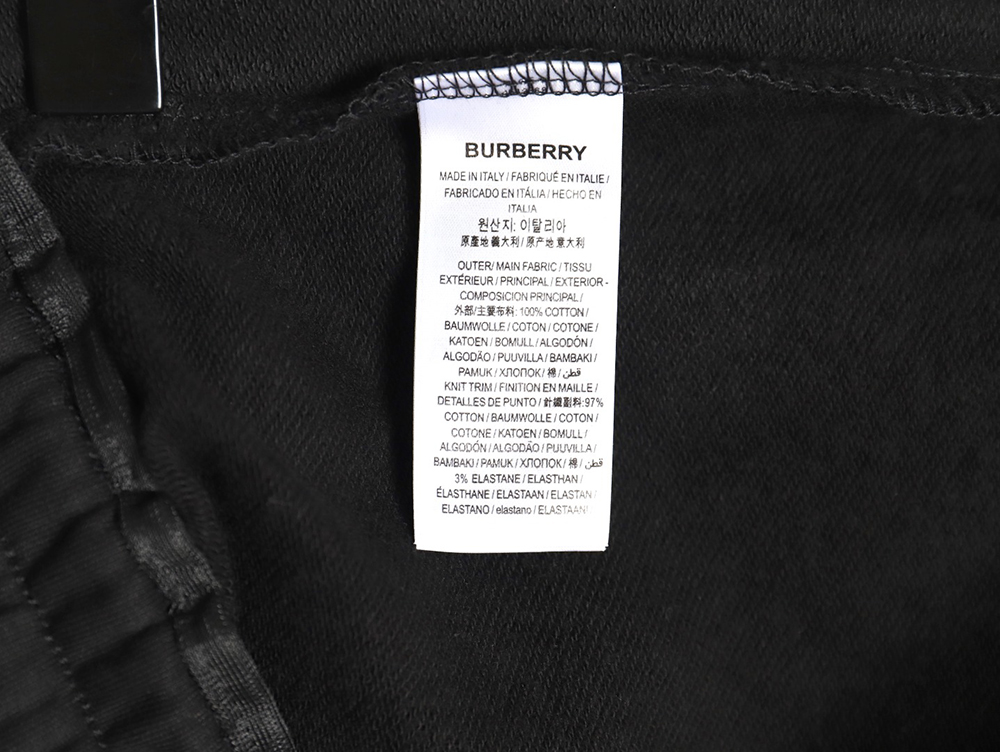 BURBERRY
MADE IN ITALY / FABRIQUÉ EN ITALIE /
FABRICADO EN ITÁLIA / HECHO EN
ITALIA
원산지: 이탈리아
原產地 義大利 / 原产地 意大利
OUTER/ MAIN FABRIC / TISSU
EXTÉRIEUR / PRINCIPAL / EXTERIOR -
COMPOSICION PRINCIPAL /
外部/主要布料: 100% COTTON /
BAUMWOLLE / COTON / COTONE /
KATOEN / BOMULL / ALGODÓN /
ALGODÃO / PUUVILLA / BAMBAKI /
PAMUK / ХЛОПОК / 棉 / قطن
KNIT TRIM / FINITION EN MAILLE /
DETALLES DE PUNTO / 針織副料: 97%
COTTON / BAUMWOLLE / COTON /
COTONE / KATOEN / BOMULL /
ALGODÓN / ALGODÃO / PUUVILLA /
BAMBAKI / PAMUK / ХЛОПОК / 棉 / قطن
3% ELASTANE / ELASTHAN /
ÉLASTHANE / ELASTAAN / ELASTAN /
ELASTANO / elastano / ELASTAANI